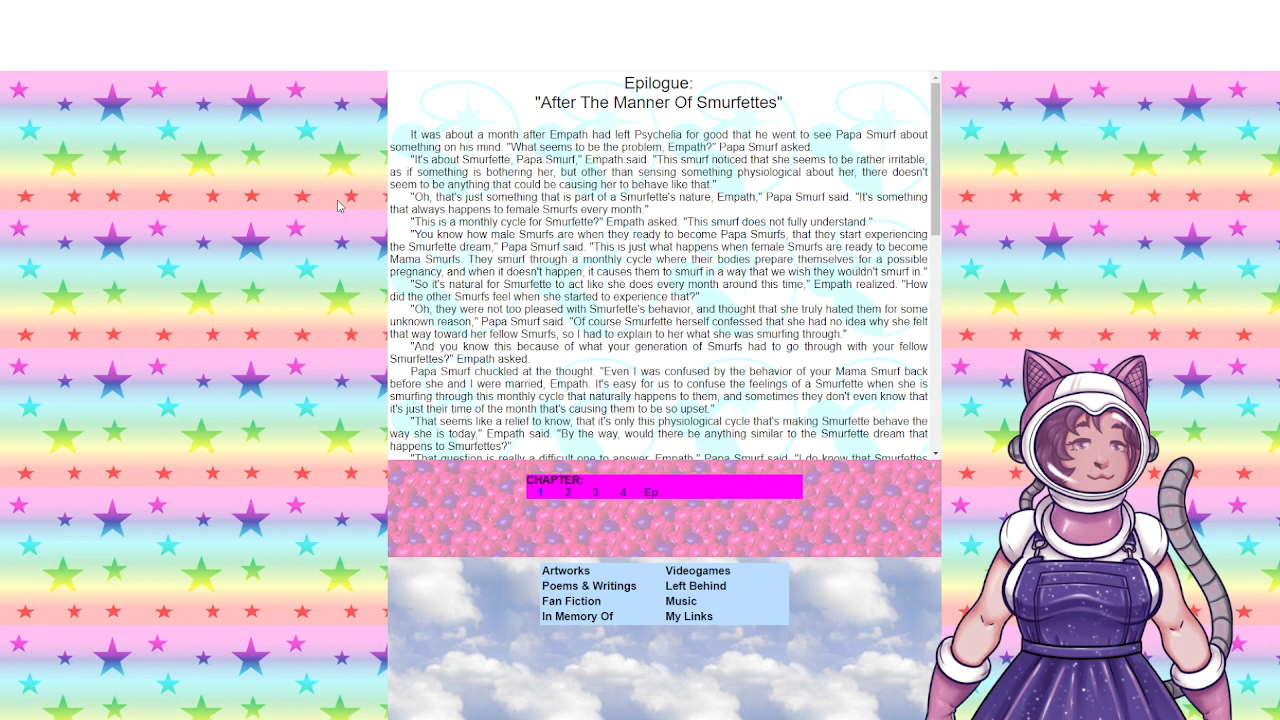 Epilogue:
"After The Manner Of Smurfettes"
It was about a month after Empath had left Psychelia for good that he went to see Papa Smurf about
something on his mind. "What seems to be the problem, Empath?" Papa Smurf asked.
"It's about Smurfette, Papa Smurf," Empath said. "This smurf noticed that she seems to be rather irritable,
as if something is bothering her, but other than sensing something physiological about her, there doesn't
seem to be anything that could be causing her to behave like that."
"Oh, that's just something that is part of a Smurfette's nature, Empath," Papa Smurf said. "It's something
that always happens to female Smurfs every month."
"This is a monthly cycle for Smurfette?" Empath asked. "This smurf does not fully understand."
"You know how male Smurfs are when they ready to become Papa Smurfs, that they start experiencing
the Smurfette dream," Papa Smurf said. "This is just what happens when female Smurfs are ready to become
Mama Smurfs. They smurf through a monthly cycle where their bodies prepare themselves for a possible
pregnancy, and when it doesn't happen, it causes them to smurf in a way that we wish they wouldn't smurf in."
"So it's natural for Smurfette to act like she does every month around this time," Empath realized. "How
did the other Smurfs feel when she started to experience that?"
"Oh, they were not too pleased with Smurfette's behavior, and thought that she truly hated them for some
unknown reason," Papa Smurf said. "Of course Smurfette herself confessed that she had no idea why she felt
that way toward her fellow Smurfs, so I had to explain to her what she was smurfing through."
"And you know this because of what your generation of Smurfs had to go through with your fellow
Smurfettes?" Empath asked.
Papa Smurf chuckled at the thought. "Even I was confused by the behavior of your Mama Smurf back
before she and I were married, Empath. It's easy for us to confuse the feelings of a Smurfette when she is
smurfing through this monthly cycle that naturally happens to them, and sometimes they don't even know that
it's just their time of the month that's causing them to be so upset."
"That seems like a relief to know, that it's only this physiological cycle that's making Smurfette behave the
way she is today," Empath said. "By the way, would there be anything similar to the Smurfette dream that
happens to Smurfettes?"
"That question is really a difficult one to answer, Empath," Papa Smurf said. "I do know that Smurfettes
CHAPTER:
1 2 3 4 Ep
Artworks Videogames
Poems & Writings Left Behind
Fan Fiction Music
In Memory Of My Links